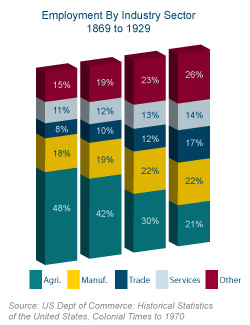 Employment By Industry Sector
1869 to 1929
15% 19% 23% 26%
11% 12% 13% 14%
8% 10% 12% 17%
18% 19% 22% 22%
48% 42% 30% 21%
Agri. Manuf. Trade Services Other
Source: US Dept of Commerce: Historical Statistics
of the United States, Colonial Times to 1970